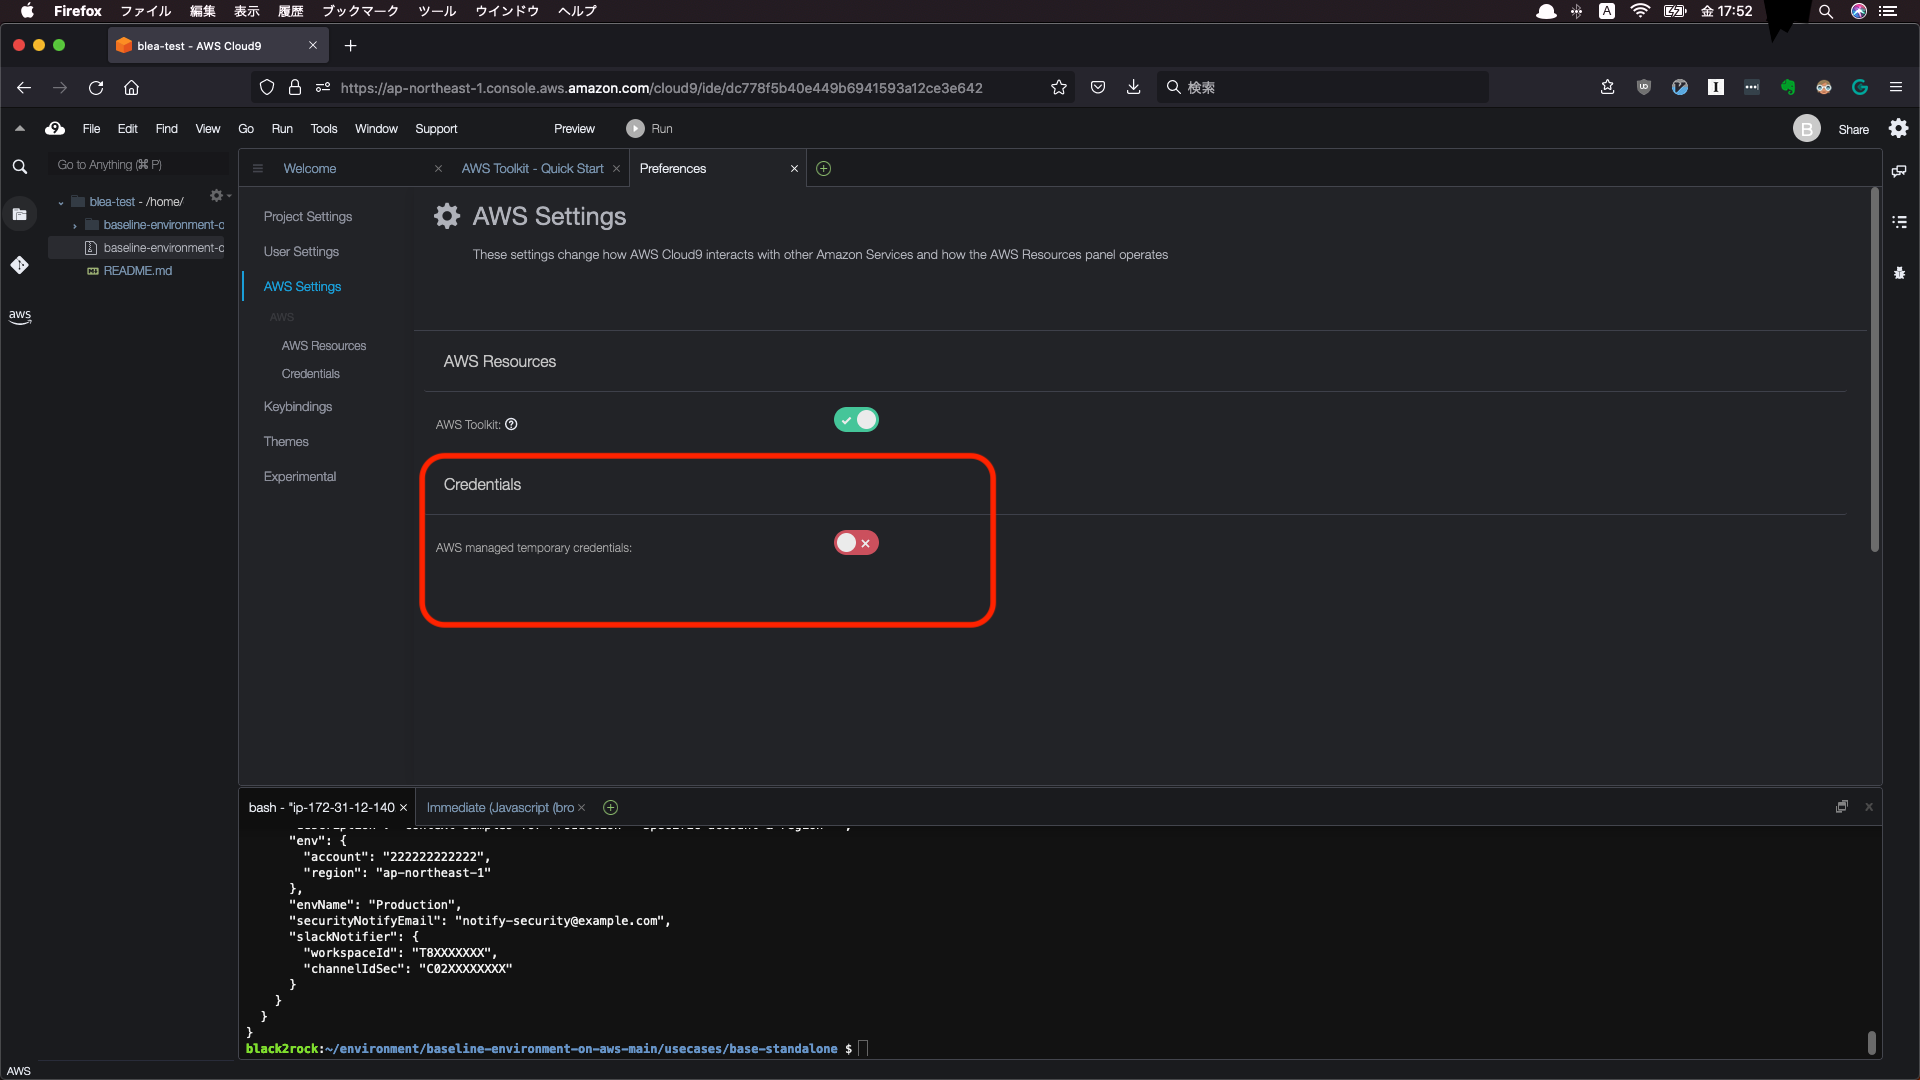 Firefox ファイル 編集 表示 履歴 ブックマーク ツール ウインドウ ヘルプ A 金 17:52
blea-test - AWS Cloud9
https://ap-northeast-1.console.aws.amazon.com/cloud9/ide/dc778f5b40e449b6941593a12ce3e642 検索
9 File Edit Find View Go Run Tools Window Support Preview Run B Share
Go to Anything (⌘ P)
Welcome AWS Toolkit - Quick Start Preferences
blea-test - /home/
baseline-environment-o
baseline-environment-o
README.md
aws
Project Settings
User Settings
AWS Settings
AWS
AWS Resources
Credentials
Keybindings
Themes
Experimental
AWS Settings
These settings change how AWS Cloud9 interacts with other Amazon Services and how the AWS Resources panel operates
AWS Resources
AWS Toolkit:
Credentials
AWS managed temporary credentials:
bash - "ip-172-31-12-140 Immediate (Javascript (bro
"env": {
"account": "222222222222",
"region": "ap-northeast-1"
},
"envName": "Production",
"securityNotifyEmail": "notify-security@example.com",
"slackNotifier": {
"workspaceId": "T8XXXXXXX",
"channelIdSec": "C02XXXXXXXX"
}
}
}
}
black2rock:~/environment/baseline-environment-on-aws-main/usecases/base-standalone $
AWS